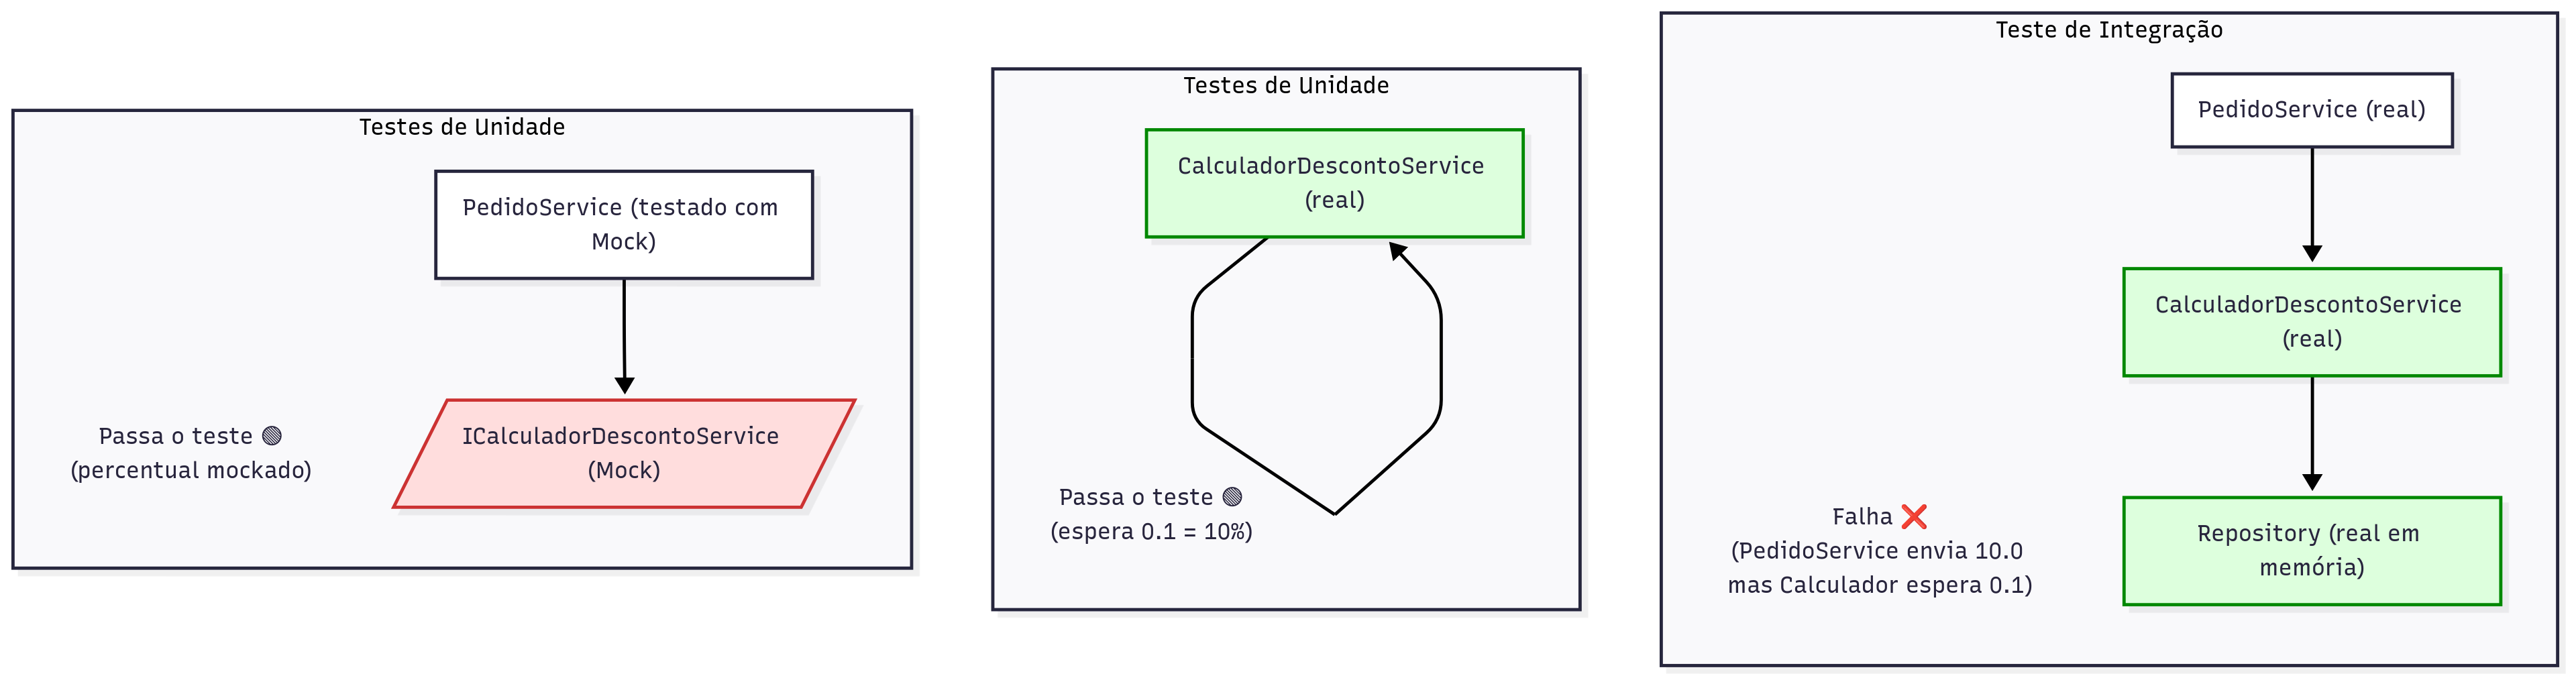 Testes de Unidade
PedidoService (testado com
Mock)
Passa o teste
(percentual mockado)
ICalculadorDescontoService
(Mock)
Testes de Unidade
CalculadorDescontoService
(real)
Passa o teste
(espera 0.1 = 10%)
Teste de Integração
PedidoService (real)
CalculadorDescontoService
(real)
Falha ❌
(PedidoService envia 10.0
mas Calculador espera 0.1)
Repository (real em
memória)